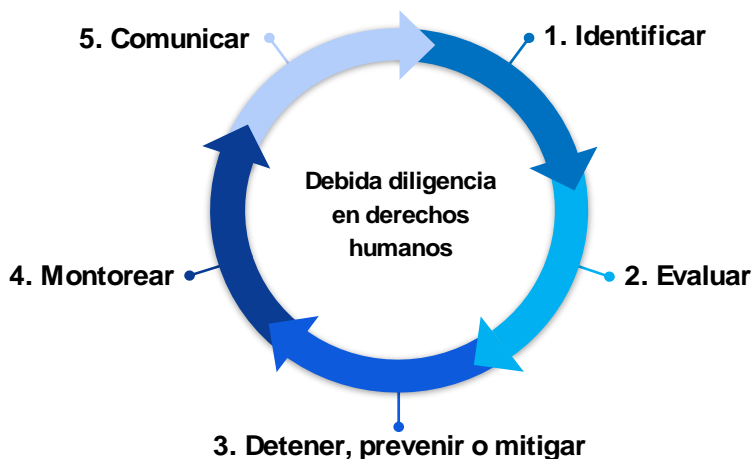 5. Comunicar
1. Identificar
Debida diligencia
en derechos
humanos
4. Montorear
2. Evaluar
3. Detener, prevenir o mitigar